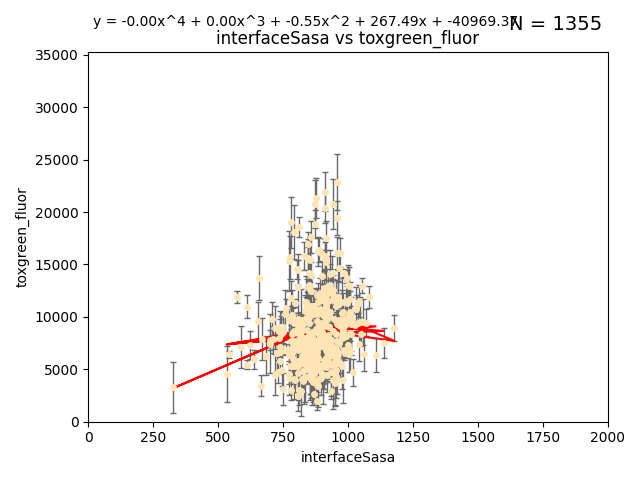 y = -0.00x^4 + 0.00x^3 + -0.55x^2 + 267.49x + -40969.37
N = 1355
interfaceSasa vs toxgreen_fluor
35000
30000
25000
20000
15000
10000
5000
0
toxgreen_fluor
0 250 500 750 1000 1250 1500 1750 2000
interfaceSasa